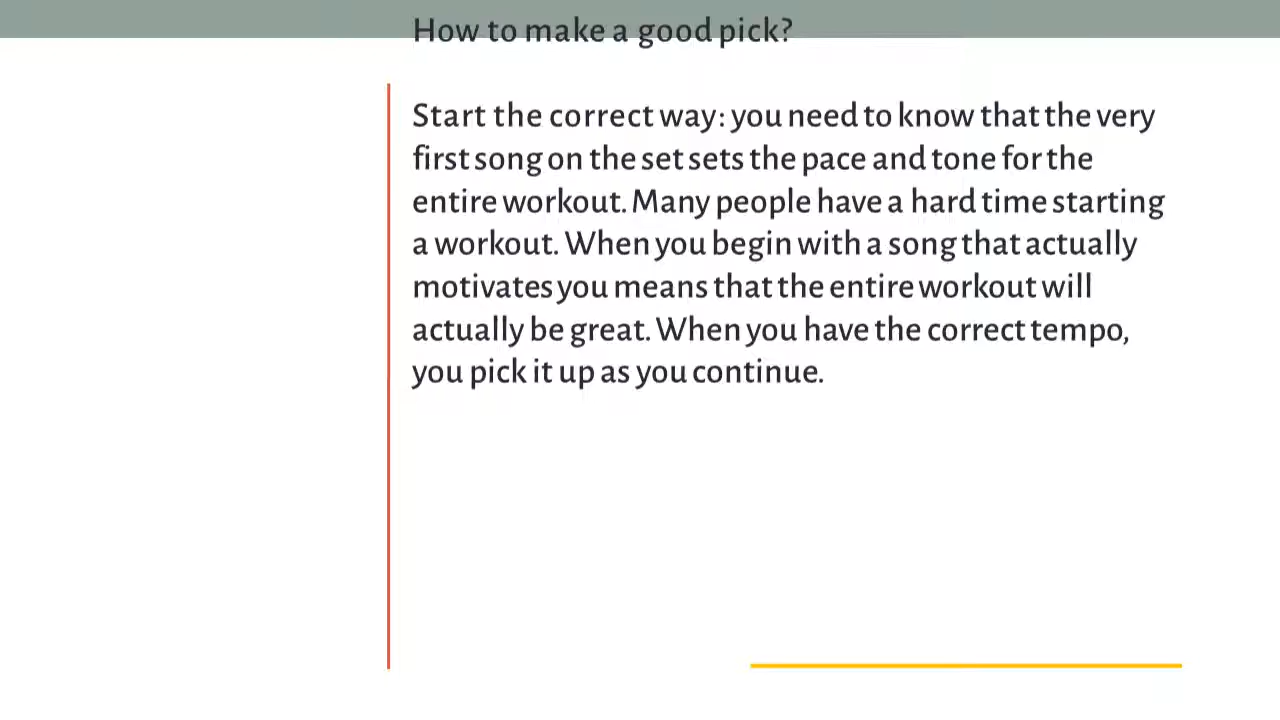 How to make a good pick?
Start the correct way: you need to know that the very
first song on the set sets the pace and tone for the
entire workout. Many people have a hard time starting
a workout. When you begin with a song that actually
motivates you means that the entire workout will
actually be great. When you have the correct tempo,
you pick it up as you continue.